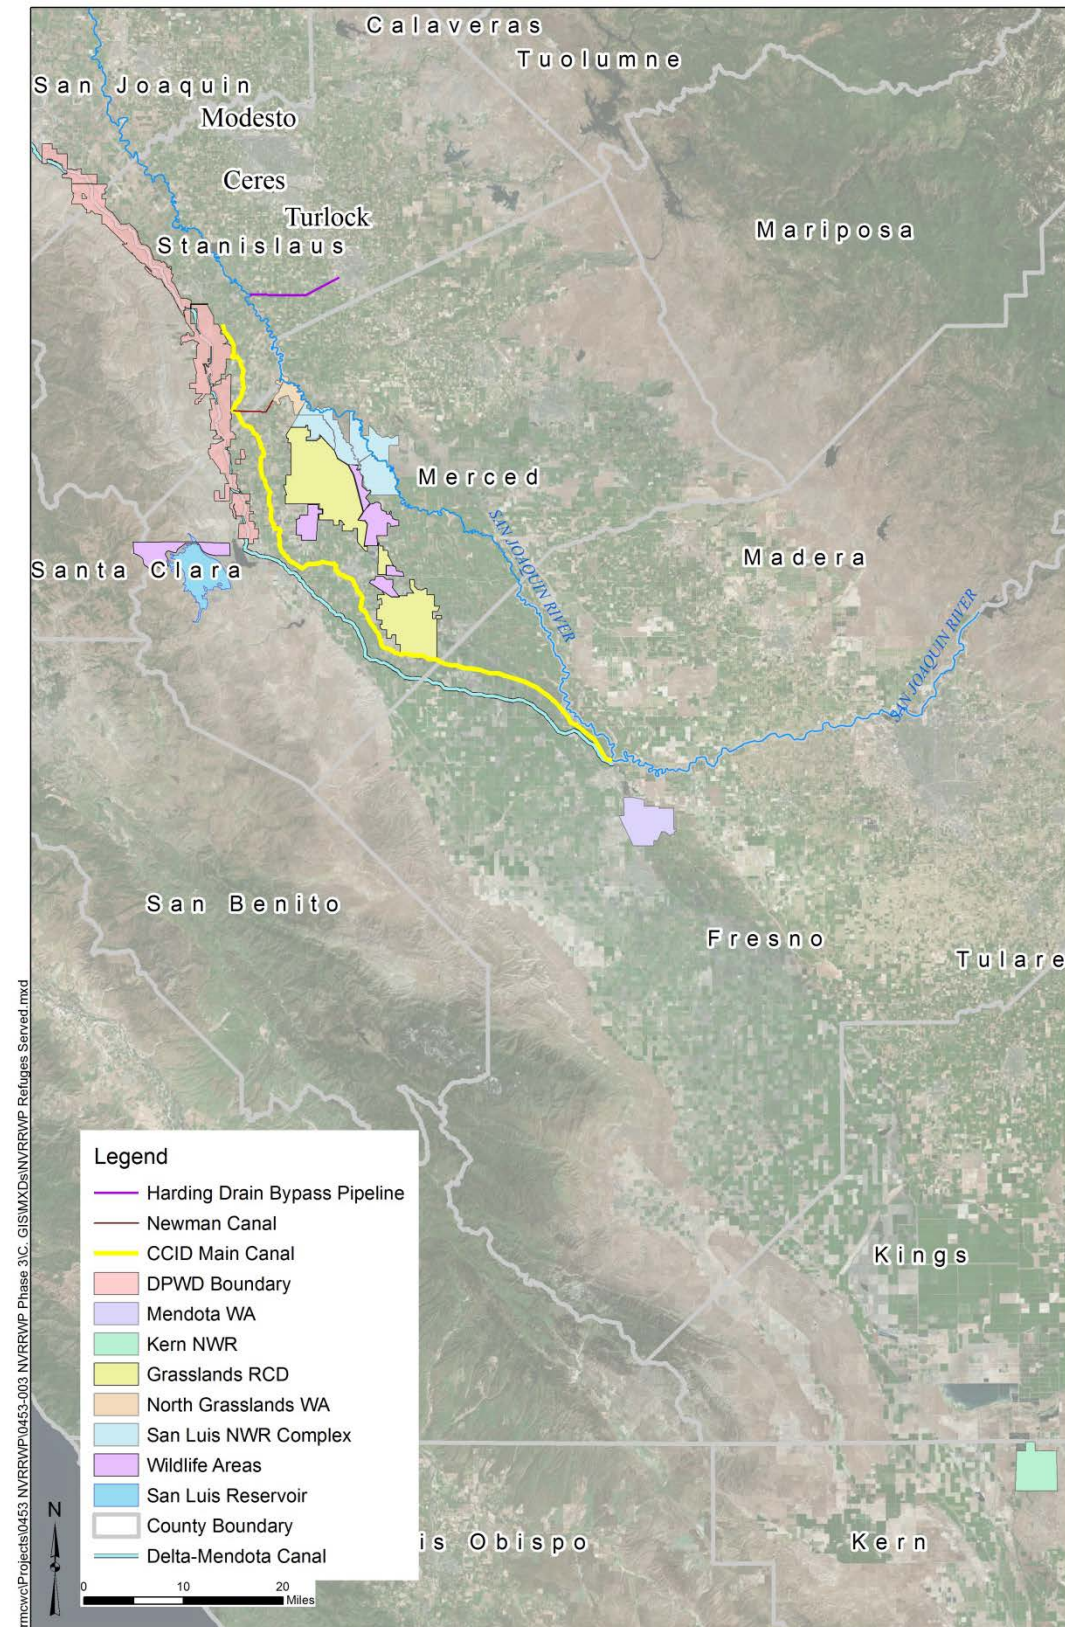 Calaveras
Tuolumne
San Joaquin
Modesto
Ceres
Turlock
Stanislaus
Mariposa
Merced
SAN JOAQUIN RIVER
Madera
Santa Clara
SAN JOAQUIN RIVER
San Benito
Fresno
Tulare
Kings
Kern
is Obispo
Legend
Harding Drain Bypass Pipeline
Newman Canal
CCID Main Canal
DPWD Boundary
Mendota WA
Kern NWR
Grasslands RCD
North Grasslands WA
San Luis NWR Complex
Wildlife Areas
San Luis Reservoir
County Boundary
Delta-Mendota Canal
N
0 10 20
Miles
rmcwc\Projects\0453 NVRRWP\0453-003 NVRRWP Phase 3\C. GIS\MXDs\NVRRWP Refuges Served.mxd